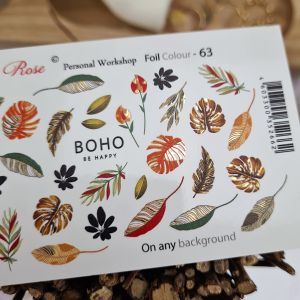 Rose © Personal Workshop Foil Colour - 63
BOHO
BE HAPPY
On any background